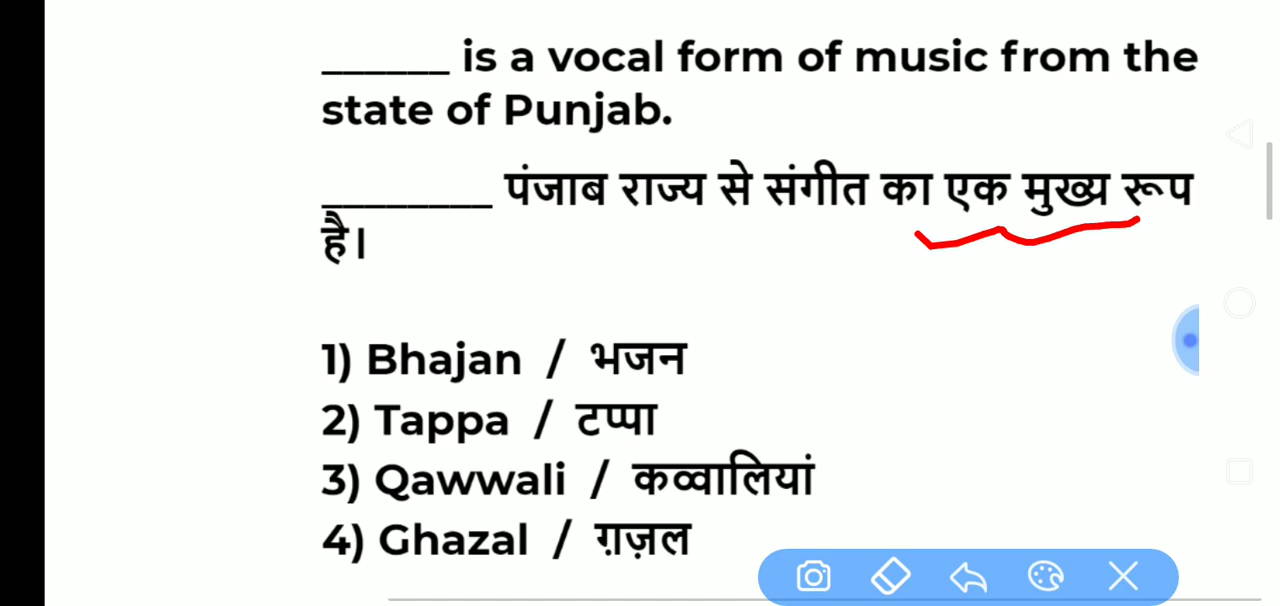 ______ is a vocal form of music from the
state of Punjab.
________ पंजाब राज्य से संगीत का एक मुख्य रूप
है।
1) Bhajan / भजन
2) Tappa / टप्पा
3) Qawwali / कव्वालियां
4) Ghazal / ग़ज़ल